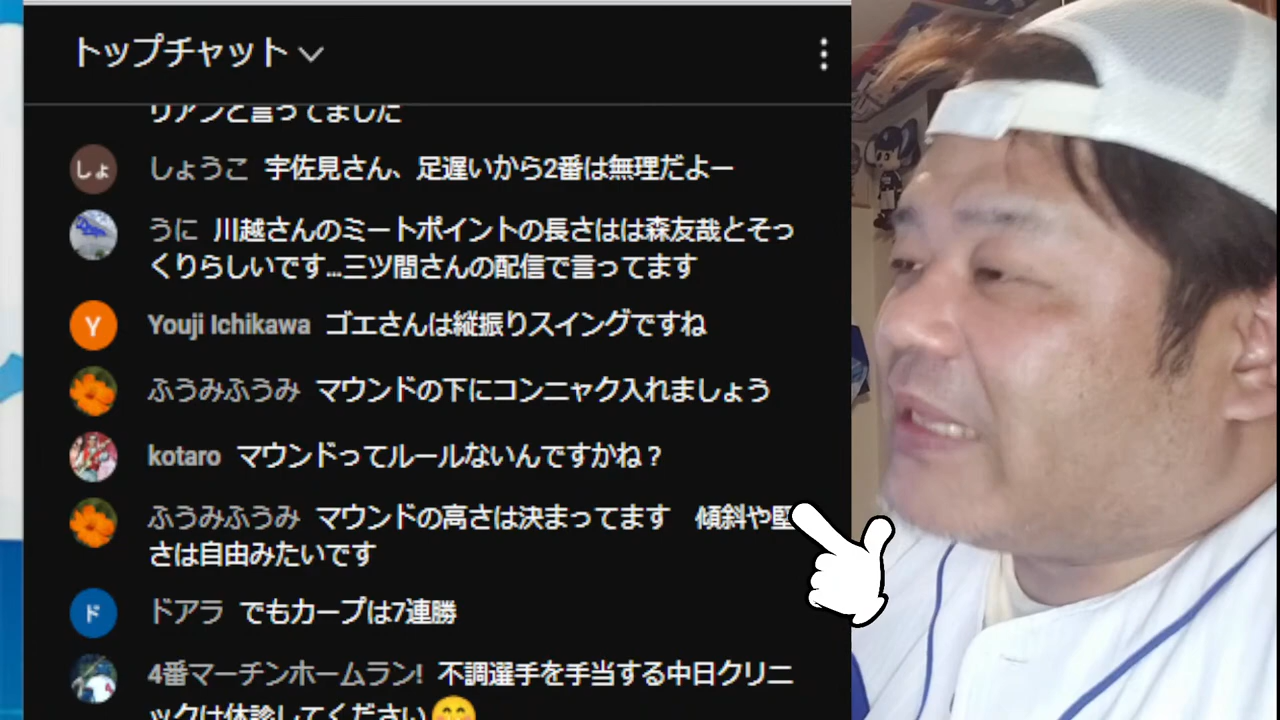 トップチャット
リアンと言ってました
しょ しょうこ 宇佐見さん、足遅いから2番は無理だよー
うに 川越さんのミートポイントの長さはは森友哉とそっ
くりらしいです...三ツ間さんの配信で言ってます
Y Youji Ichikawa ゴエさんは縦振りスイングですね
ふうみふうみ マウンドの下にコンニャク入れましょう
kotaro マウンドってルールないんですかね？
ふうみふうみ マウンドの高さは決まってます 傾斜や堅
さは自由みたいです
ド ドアラ でもカープは7連勝
4番マーチンホームラン! 不調選手を手当する中日クリニ
ックは休診してください